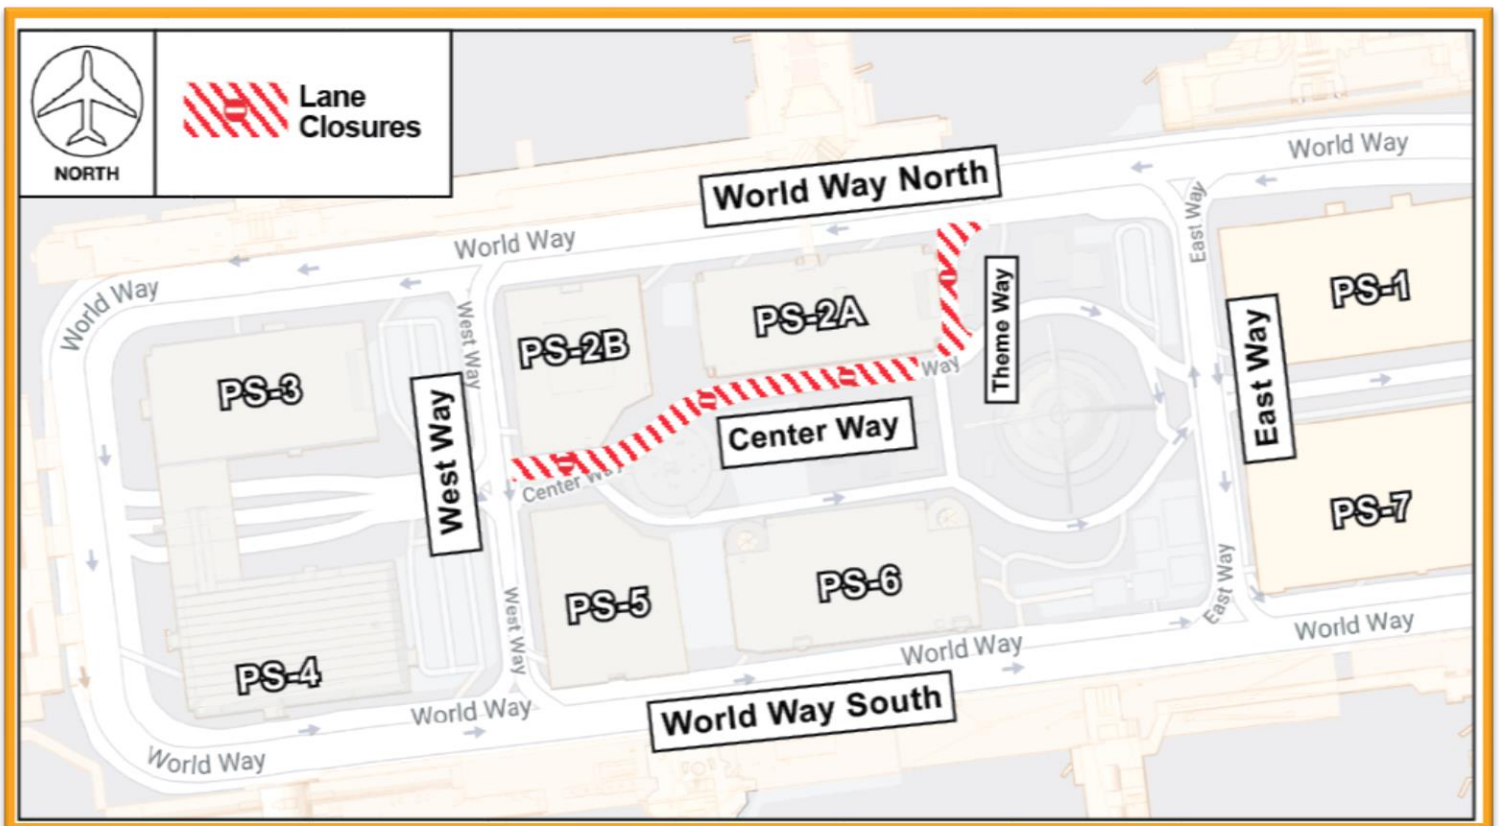 NORTH
Lane
Closures
World Way North
World Way
World Way
World Way
East Way
West Way
PS-1
PS-2A
PS-2B
PS-3
Theme Way
East Way
Way
Center Way
West Way
Center Way
PS-7
PS-6
PS-5
PS-4
West Way
East Way
World Way
World Way
World Way South
World Way
World Way